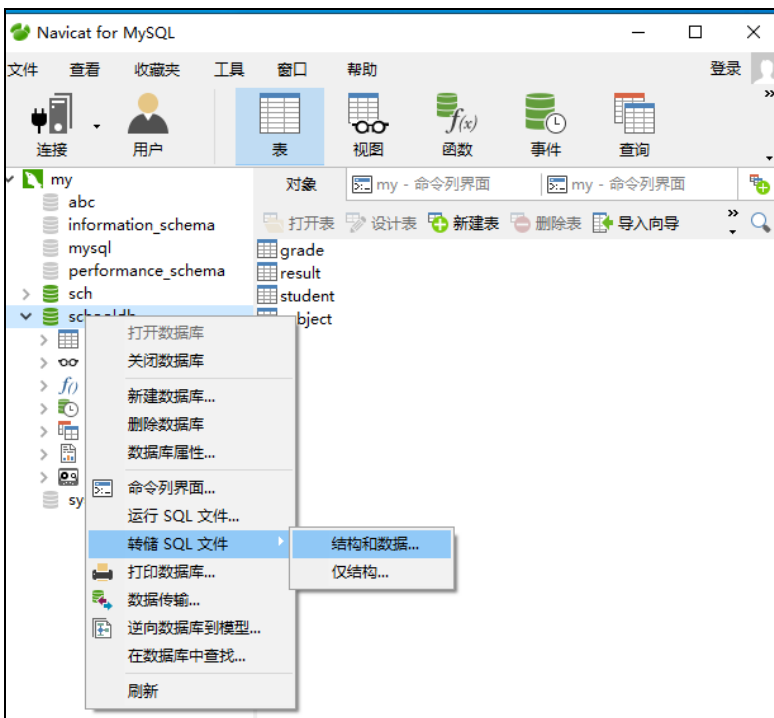 Navicat for MySQL
文件 查看 收藏夹 工具 窗口 帮助 登录
连接 用户 表 视图 函数 事件 查询
f(x)
my
abc
information_schema
mysql
performance_schema
sch
对象 my - 命令列界面 my - 命令列界面
打开表 设计表 新建表 删除表 导入向导
grade
result
student
bject
f()
sy
打开数据库
关闭数据库
新建数据库...
删除数据库
数据库属性...
命令列界面...
运行 SQL 文件...
转储 SQL 文件
打印数据库...
数据传输...
逆向数据库到模型...
在数据库中查找...
刷新
结构和数据...
仅结构...